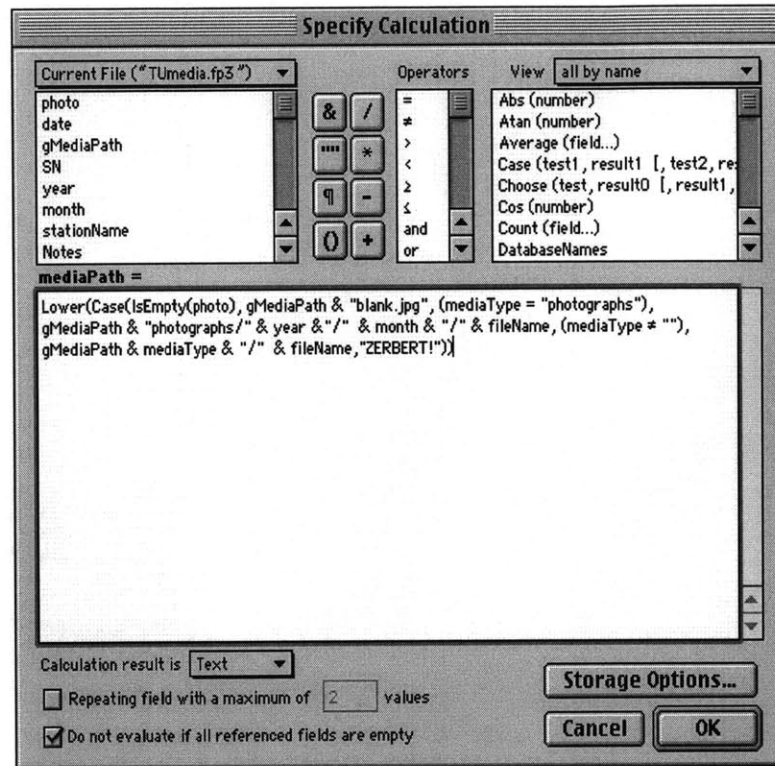 Specify Calculation
Current File ("TUmedia.fp3")
Operators
View
all by name
photo
date
gMediaPath
SN
year
month
stationName
Notes
& /
"" *
¶ -
() +
=
≠
>
<
≥
≤
and
or
Abs (number)
Atan (number)
Average (field...)
Case (test1, result1 [, test2, re
Choose (test, result0 [, result1,
Cos (number)
Count (field...)
DatabaseNames
mediaPath =
Lower(Case(IsEmpty(photo), gMediaPath & "blank.jpg", (mediaType = "photographs"),
gMediaPath & "photographs/" & year &"/" & month & "/" & fileName, (mediaType ≠ ""),
gMediaPath & mediaType & "/" & fileName,"ZERBERT!"))
Calculation result is Text
Repeating field with a maximum of 2 values
Do not evaluate if all referenced fields are empty
Storage Options...
Cancel
OK